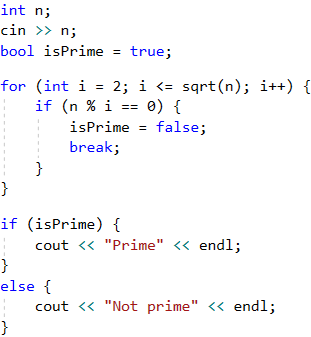 int n;
cin >> n;
bool isPrime = true;
for (int i = 2; i <= sqrt(n); i++) {
    if (n % i == 0) {
        isPrime = false;
        break;
    }
}
if (isPrime) {
    cout << "Prime" << endl;
}
else {
    cout << "Not prime" << endl;
}